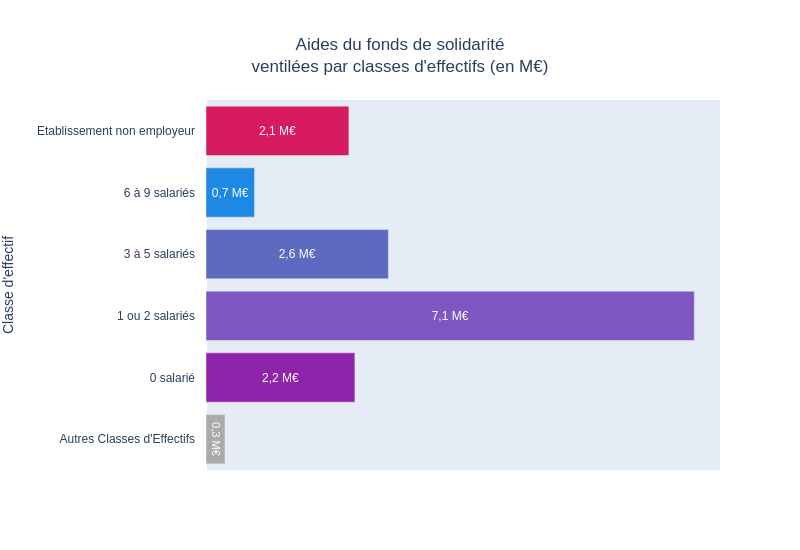 Aides du fonds de solidarité
ventilées par classes d'effectifs (en M€)
Classe d'effectif
Etablissement non employeur
2,1 M€
6 à 9 salariés
0,7 M€
3 à 5 salariés
2,6 M€
1 ou 2 salariés
7,1 M€
0 salarié
2,2 M€
Autres Classes d'Effectifs
0,3 M€